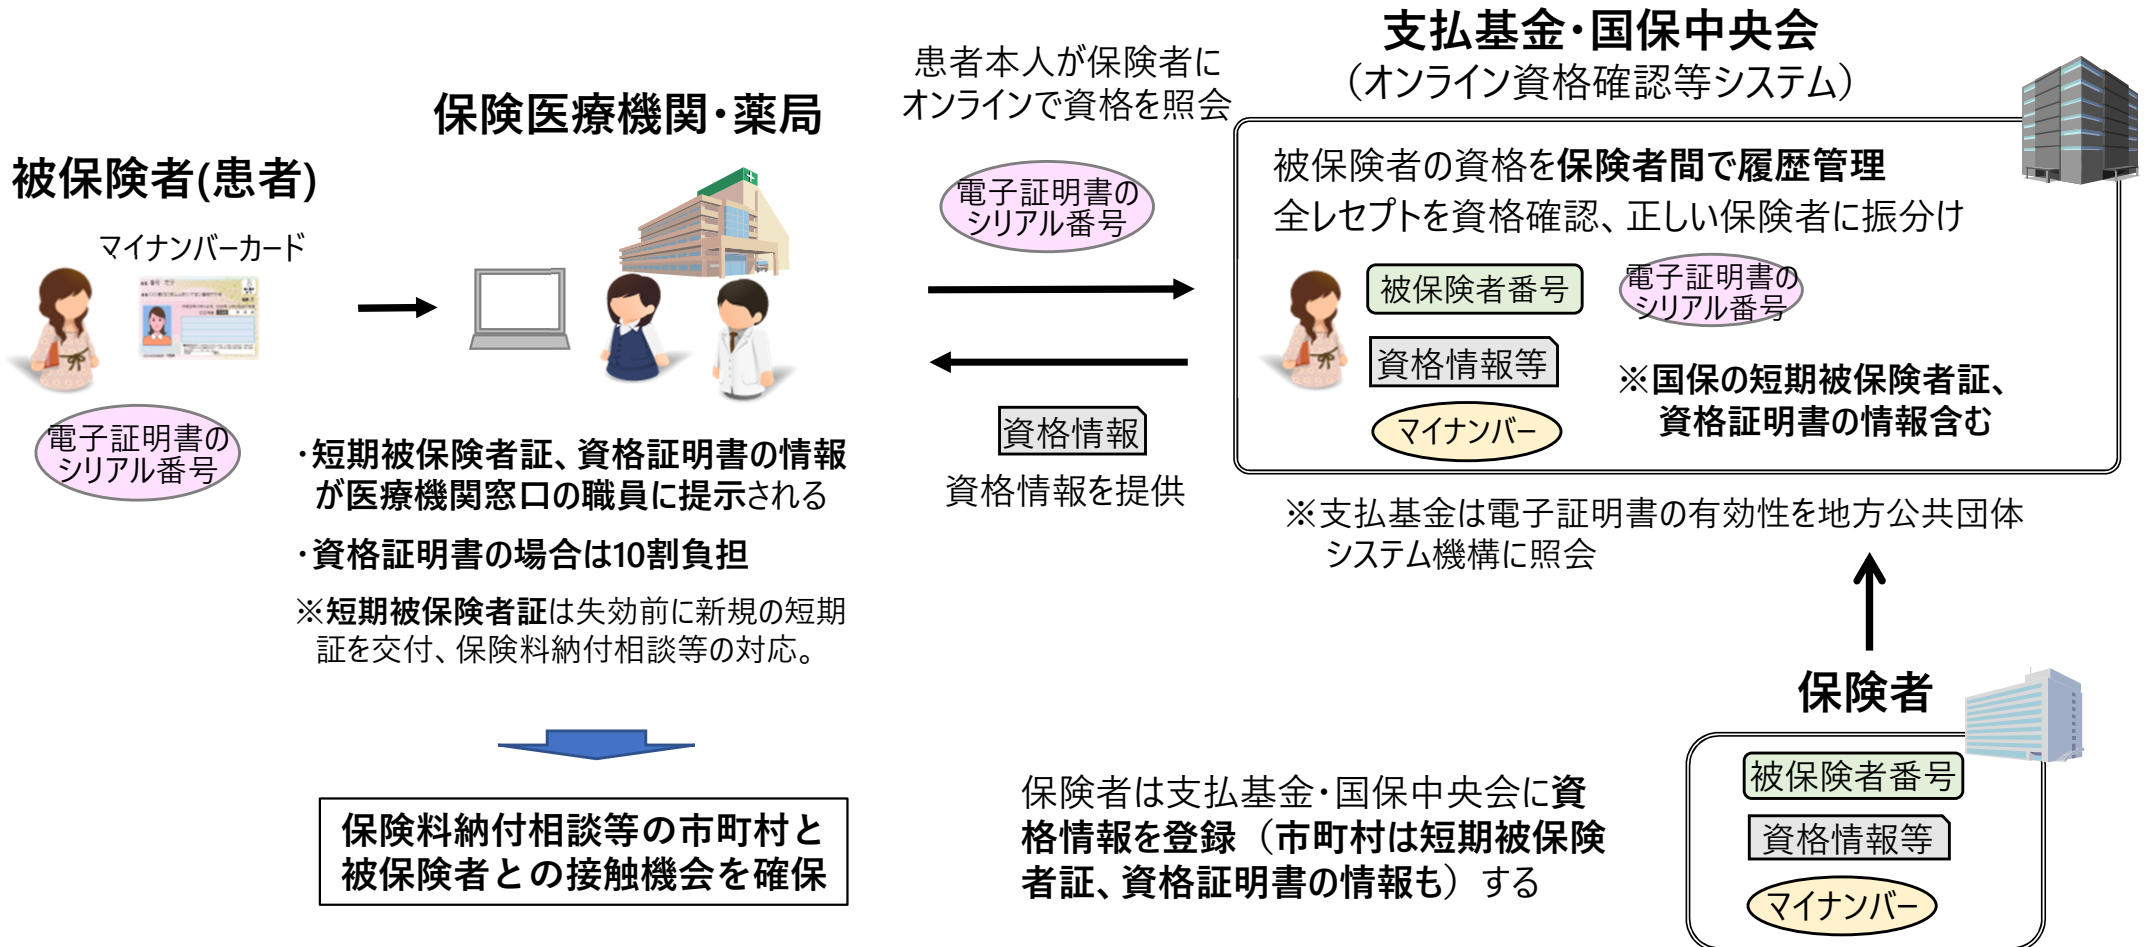 被保険者(患者)
マイナンバーカード
電子証明書の
シリアル番号
保険医療機関・薬局
・短期被保険者証、資格証明書の情報
が医療機関窓口の職員に提示される
・資格証明書の場合は10割負担
※短期被保険者証は失効前に新規の短期
証を交付、保険料納付相談等の対応。
保険料納付相談等の市町村と
被保険者との接触機会を確保
患者本人が保険者に
オンラインで資格を照会
電子証明書の
シリアル番号
資格情報
資格情報を提供
支払基金・国保中央会
（オンライン資格確認等システム）
被保険者の資格を保険者間で履歴管理
全レセプトを資格確認、正しい保険者に振分け
被保険者番号
電子証明書の
シリアル番号
資格情報等
マイナンバー
※国保の短期被保険者証、
資格証明書の情報含む
※支払基金は電子証明書の有効性を地方公共団体
システム機構に照会
保険者
被保険者番号
資格情報等
マイナンバー
保険者は支払基金・国保中央会に資
格情報を登録（市町村は短期被保険
者証、資格証明書の情報も）する